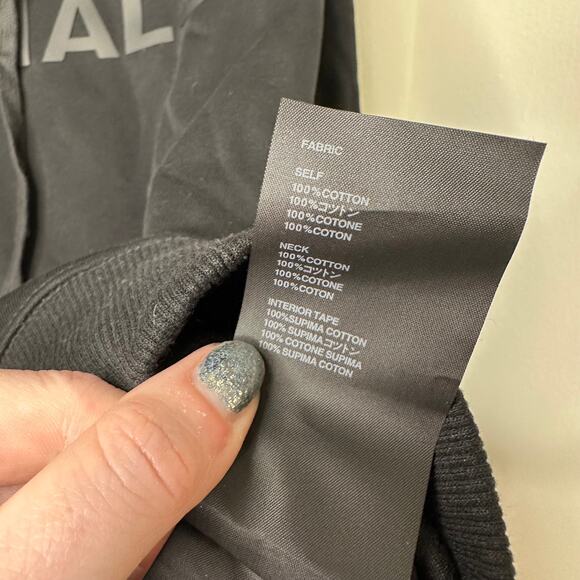 IAL
FABRIC
SELF
100%COTTON
100%コットン
100%COTONE
100%COTON
NECK
100%COTTON
100%コットン
100%COTONE
100%COTON
INTERIOR TAPE
100%SUPIMA COTTON
100% SUPIMAコットン
100% COTONE SUPIMA
100% SUPIMA COTON